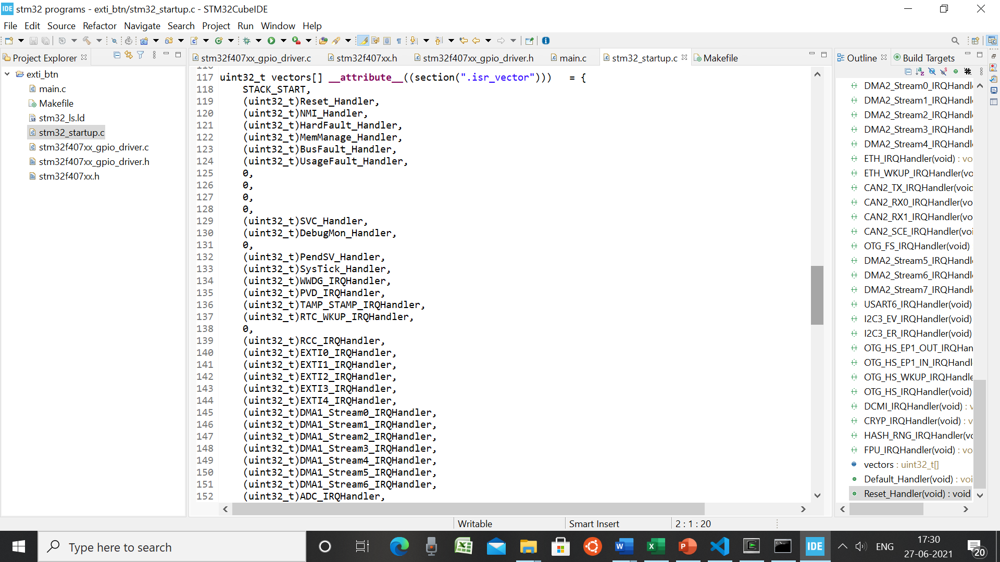 IDE stm32 programs - exti_btn/stm32_startup.c - STM32CubeIDE
File Edit Source Refactor Navigate Search Project Run Window Help
Project Explorer
exti_btn
main.c
Makefile
stm32_ls.ld
stm32_startup.c
stm32f407xx_gpio_driver.c
stm32f407xx_gpio_driver.h
stm32f407xx.h
stm32f407xx_gpio_driver.c stm32f407xx.h stm32f407xx_gpio_driver.h main.c stm32_startup.c Makefile
117 uint32_t vectors[] __attribute__((section(".isr_vector"))) = {
118 STACK_START,
119 (uint32_t)Reset_Handler,
120 (uint32_t)NMI_Handler,
121 (uint32_t)HardFault_Handler,
122 (uint32_t)MemManage_Handler,
123 (uint32_t)BusFault_Handler,
124 (uint32_t)UsageFault_Handler,
125 0,
126 0,
127 0,
128 0,
129 (uint32_t)SVC_Handler,
130 (uint32_t)DebugMon_Handler,
131 0,
132 (uint32_t)PendSV_Handler,
133 (uint32_t)SysTick_Handler,
134 (uint32_t)WWDG_IRQHandler,
135 (uint32_t)PVD_IRQHandler,
136 (uint32_t)TAMP_STAMP_IRQHandler,
137 (uint32_t)RTC_WKUP_IRQHandler,
138 0,
139 (uint32_t)RCC_IRQHandler,
140 (uint32_t)EXTI0_IRQHandler,
141 (uint32_t)EXTI1_IRQHandler,
142 (uint32_t)EXTI2_IRQHandler,
143 (uint32_t)EXTI3_IRQHandler,
144 (uint32_t)EXTI4_IRQHandler,
145 (uint32_t)DMA1_Stream0_IRQHandler,
146 (uint32_t)DMA1_Stream1_IRQHandler,
147 (uint32_t)DMA1_Stream2_IRQHandler,
148 (uint32_t)DMA1_Stream3_IRQHandler,
149 (uint32_t)DMA1_Stream4_IRQHandler,
150 (uint32_t)DMA1_Stream5_IRQHandler,
151 (uint32_t)DMA1_Stream6_IRQHandler,
152 (uint32_t)ADC_IRQHandler,
Outline Build Targets
DMA2_Stream0_IRQHandl
DMA2_Stream1_IRQHandl
DMA2_Stream2_IRQHandl
DMA2_Stream3_IRQHandl
DMA2_Stream4_IRQHandl
ETH_IRQHandler(void) : vo
ETH_WKUP_IRQHandler(vo
CAN2_TX_IRQHandler(void
CAN2_RX0_IRQHandler(vo
CAN2_RX1_IRQHandler(vo
CAN2_SCE_IRQHandler(voi
OTG_FS_IRQHandler(void)
DMA2_Stream5_IRQHandl
DMA2_Stream6_IRQHandl
DMA2_Stream7_IRQHandl
USART6_IRQHandler(void)
I2C3_EV_IRQHandler(void)
I2C3_ER_IRQHandler(void)
OTG_HS_EP1_OUT_IRQHan
OTG_HS_EP1_IN_IRQHandl
OTG_HS_WKUP_IRQHandle
OTG_HS_IRQHandler(void)
DCMI_IRQHandler(void) : v
CRYP_IRQHandler(void) : v
HASH_RNG_IRQHandler(vo
FPU_IRQHandler(void) : vo
vectors : uint32_t[]
Default_Handler(void) : voi
Reset_Handler(void) : void
Writable Smart Insert 2 : 1 : 20
Type here to search
IDE
ENG
17:30
27-06-2021
20